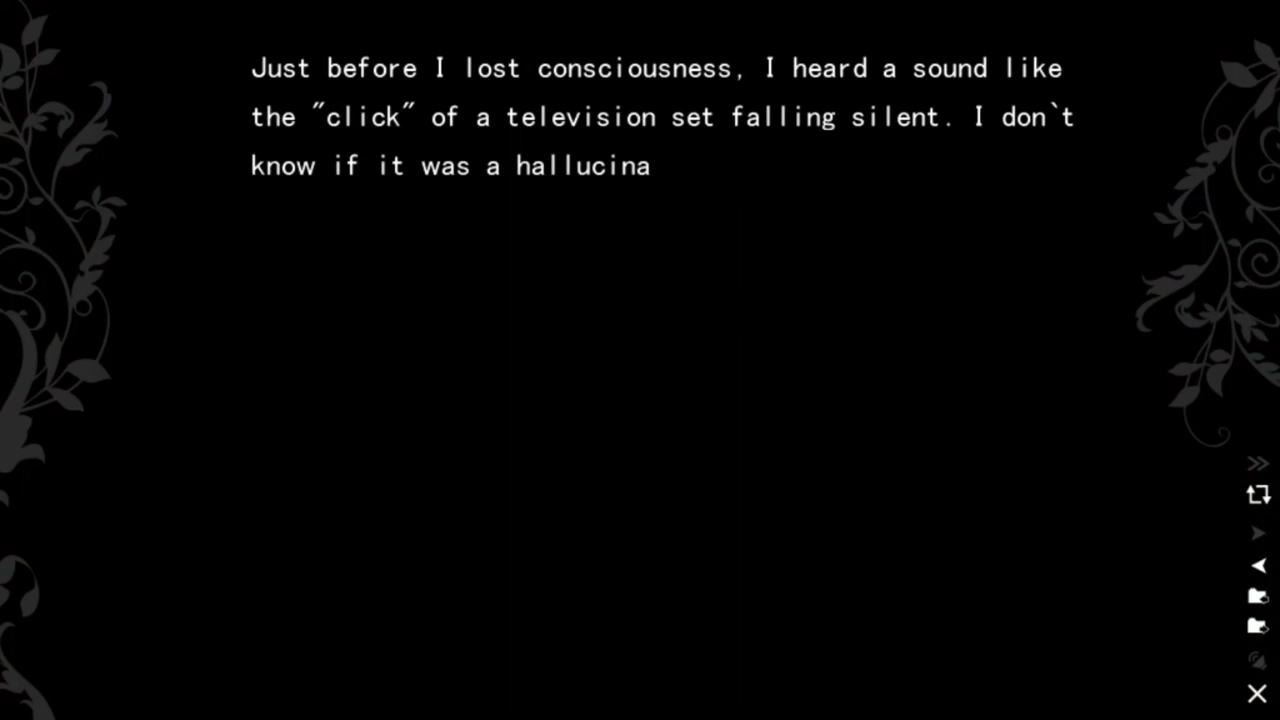 Just before I lost consciousness, I heard a sound like
the "click" of a television set falling silent. I don`t
know if it was a hallucina